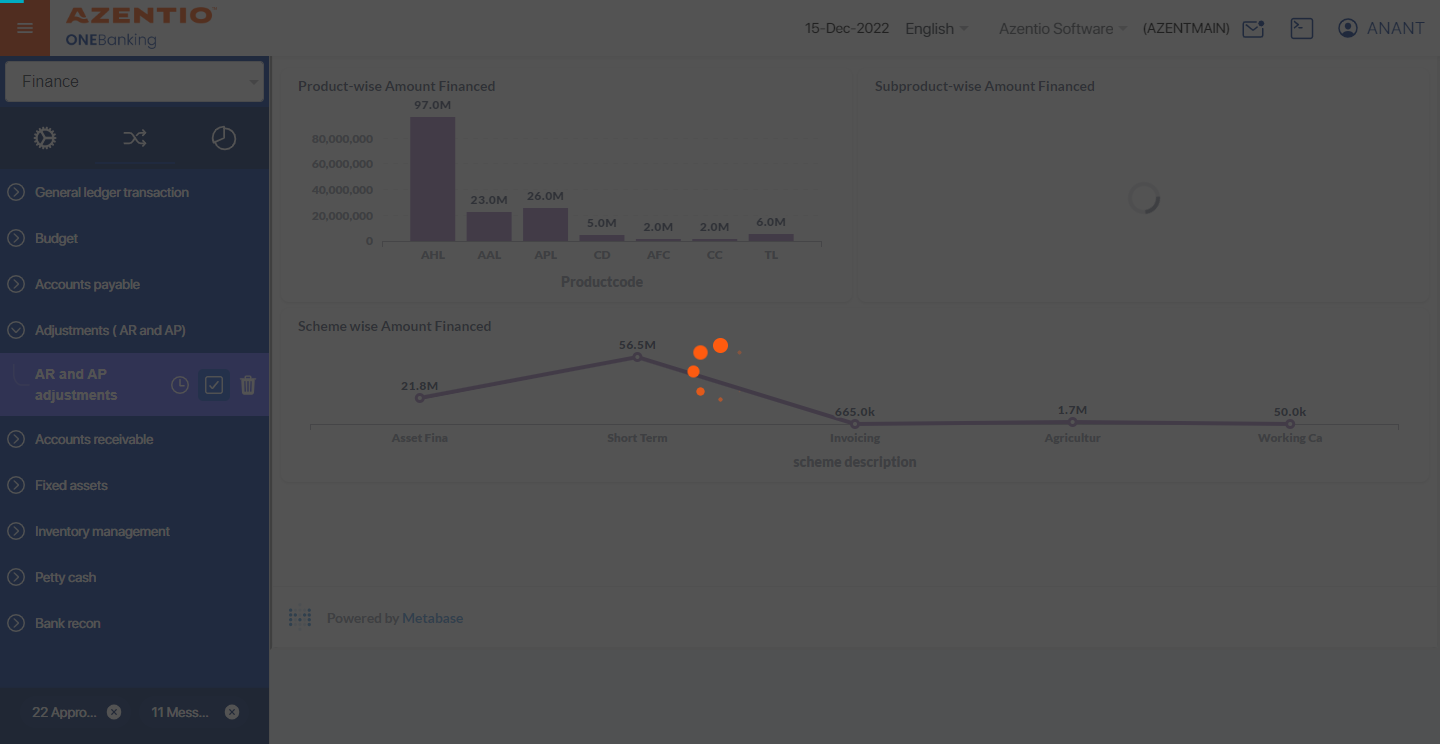 AZENTIO
ONEBanking
15-Dec-2022 English Azentio Software (AZENTMAIN) ANANT
Finance
General ledger transaction
Budget
Accounts payable
Adjustments ( AR and AP)
AR and AP
adjustments
Accounts receivable
Fixed assets
Inventory management
Petty cash
Bank recon
22 Appro...
11 Mess...
Product-wise Amount Financed
97.0M
80,000,000
60,000,000
40,000,000
20,000,000
0
23.0M
26.0M
5.0M
2.0M
2.0M
6.0M
AHL AAL APL CD AFC CC TL
Productcode
Subproduct-wise Amount Financed
Scheme wise Amount Financed
21.8M
56.5M
665.0k
1.7M
50.0k
Asset Fina Short Term Invoicing Agricultur Working Ca
scheme description
Powered by Metabase